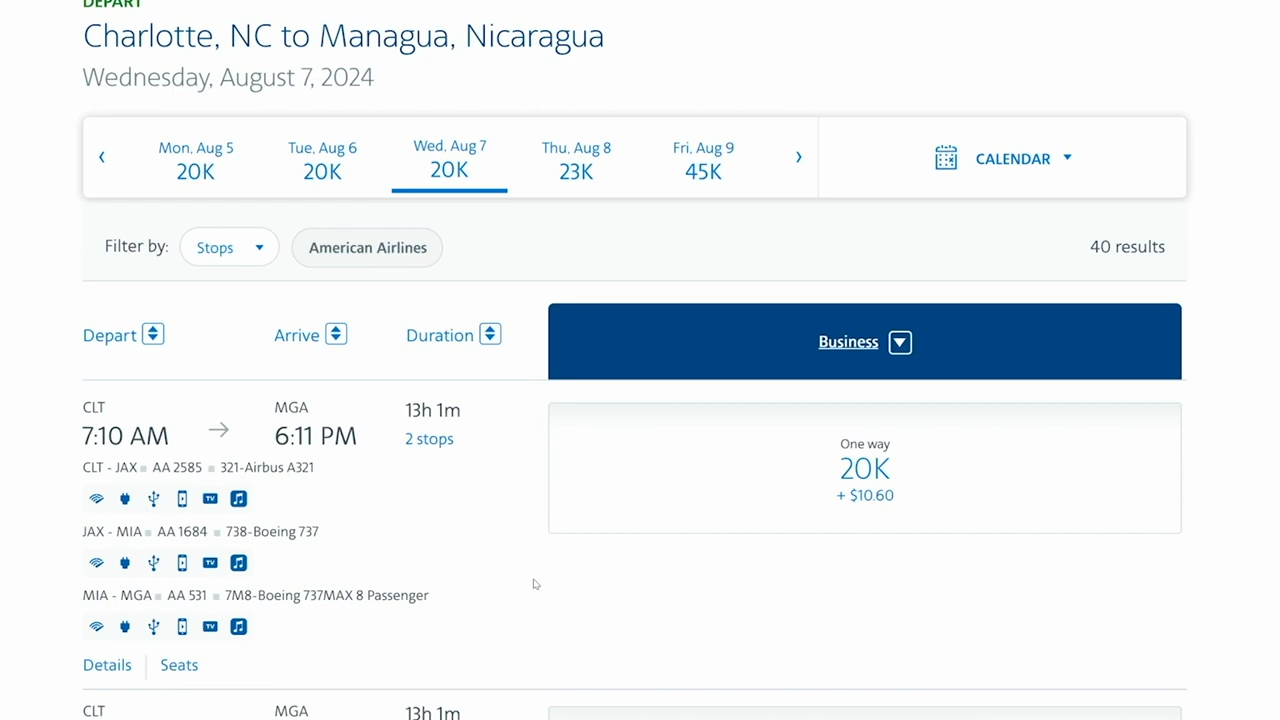 DEPART
Charlotte, NC to Managua, Nicaragua
Wednesday, August 7, 2024
Mon, Aug 5 Tue, Aug 6 Wed, Aug 7 Thu, Aug 8 Fri, Aug 9
20K 20K 20K 23K 45K
CALENDAR
Filter by: Stops American Airlines 40 results
Depart Arrive Duration Business
CLT MGA 13h 1m
7:10 AM 6:11 PM 2 stops
One way
20K
+ $10.60
CLT - JAX AA 2585 321-Airbus A321
TV
JAX - MIA AA 1684 738-Boeing 737
TV
MIA - MGA AA 531 7M8-Boeing 737MAX 8 Passenger
TV
Details Seats
CLT MGA 13h 1m